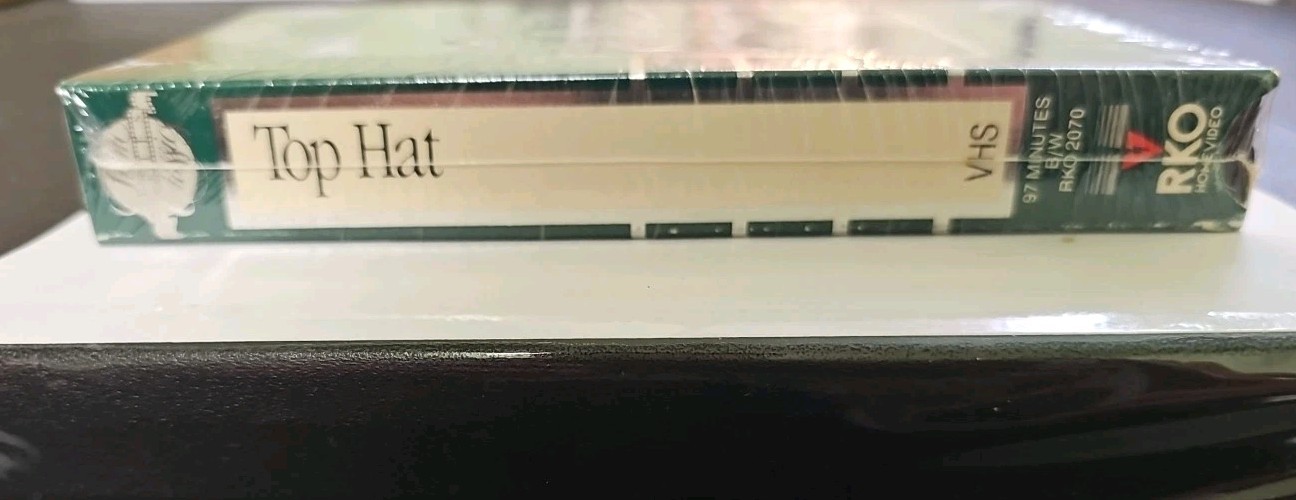 Top Hat
VHS
97 MINUTES
B/W
RKO 2070
RKO
HOME VIDEO